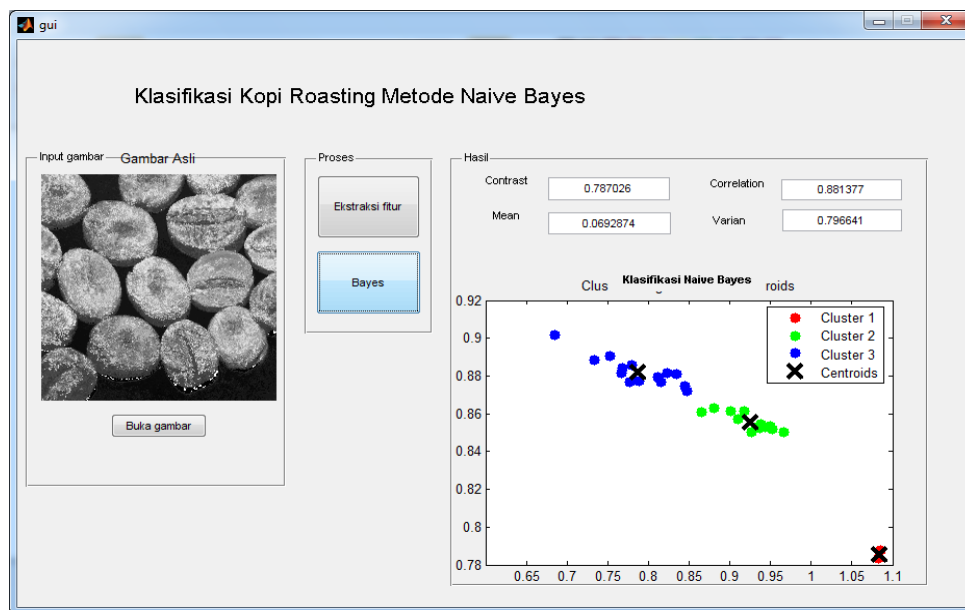 gui
Klasifikasi Kopi Roasting Metode Naive Bayes
Input gambar
Gambar Asli
Buka gambar
Proses
Ekstraksi fitur
Bayes
Hasil
Contrast
0.787026
Correlation
0.881377
Mean
0.0692874
Varian
0.796641
Clus
Klasifikasi Naive Bayes
roids
Cluster 1
Cluster 2
Cluster 3
Centroids
0.92
0.9
0.88
0.86
0.84
0.82
0.8
0.78
0.65 0.7 0.75 0.8 0.85 0.9 0.95 1 1.05 1.1